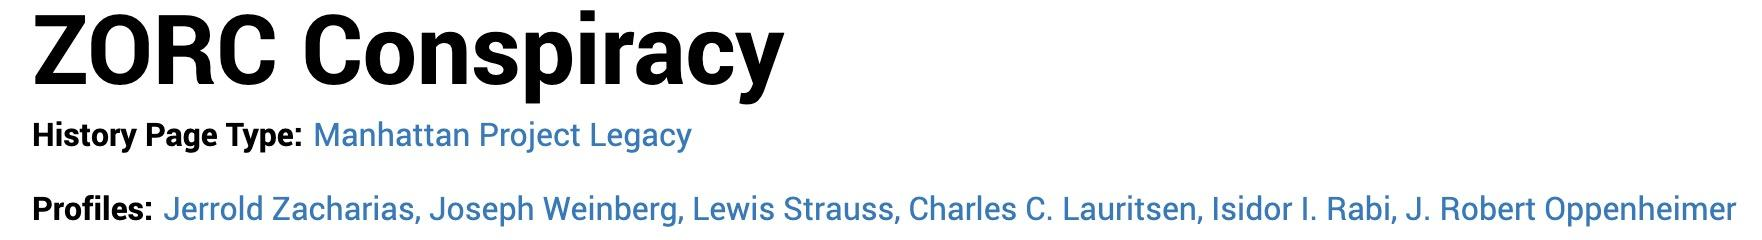 ZORC Conspiracy
History Page Type: Manhattan Project Legacy
Profiles: Jerrold Zacharias, Joseph Weinberg, Lewis Strauss, Charles C. Lauritsen, Isidor I. Rabi, J. Robert Oppenheimer